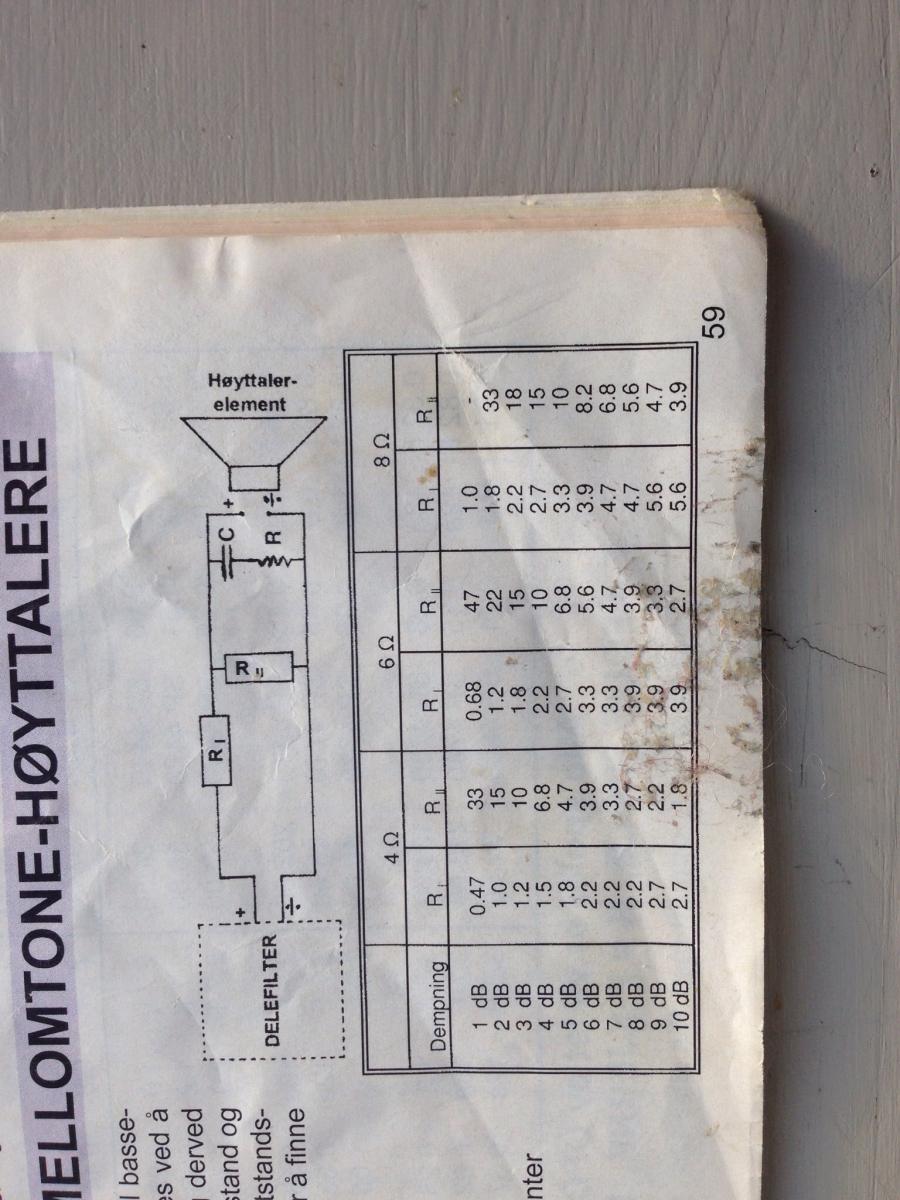 MELLOMTONE-HØYTTALERE
l basse-
es ved å
derved
stand og
tstands-
r å finne
nter
DELEFILTER
+
÷
R I
R II
C
R
+
÷
Høyttaler-
element
4 Ω 6 Ω 8 Ω
Dempning R I R II R I R II R I R II
1 dB 0.47 33 0.68 47 1.0 -
2 dB 1.0 15 1.2 22 1.8 33
3 dB 1.2 10 1.8 15 2.2 18
4 dB 1.5 6.8 2.2 10 2.7 15
5 dB 1.8 4.7 2.7 6.8 3.3 10
6 dB 2.2 3.9 3.3 5.6 3.9 8.2
7 dB 2.2 3.3 3.3 4.7 4.7 6.8
8 dB 2.2 2.7 3.9 3.9 4.7 5.6
9 dB 2.7 2.2 3.9 3.3 5.6 4.7
10 dB 2.7 1.8 3.9 2.7 5.6 3.9
59